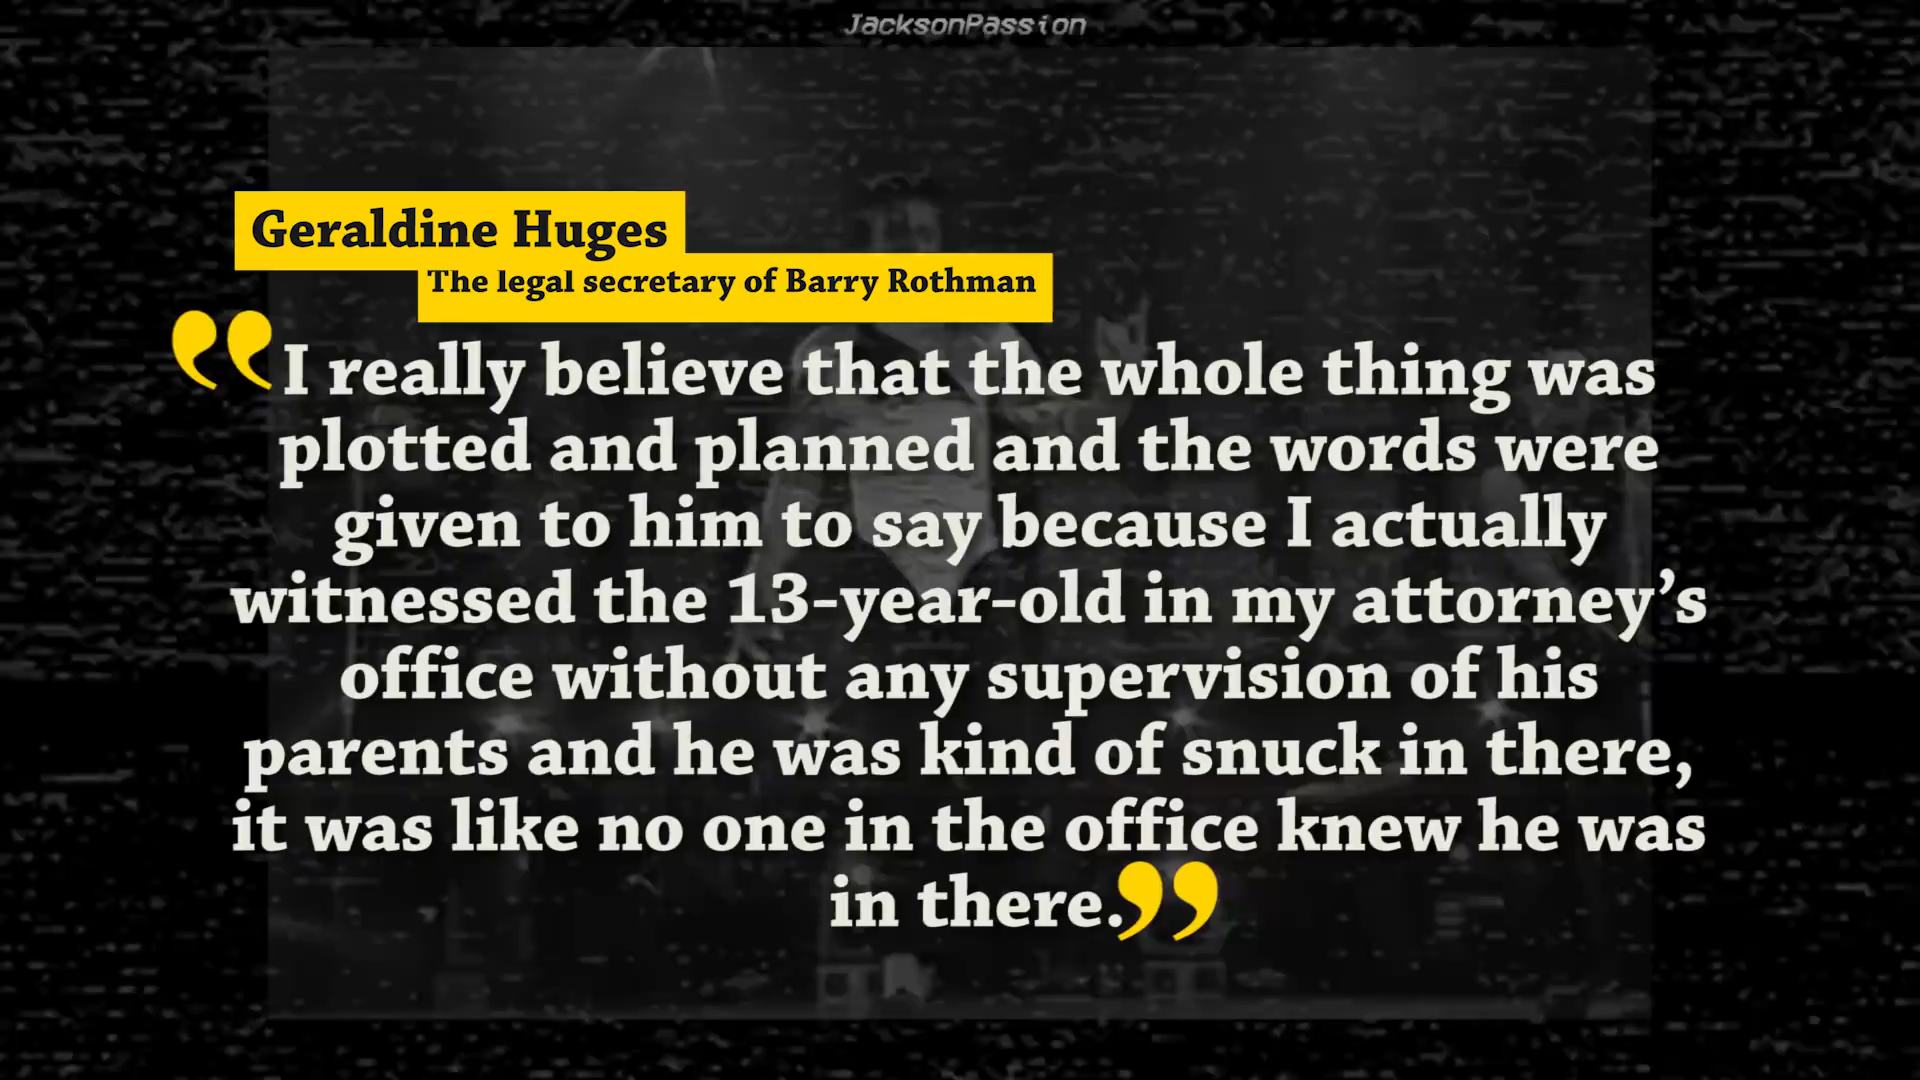 JacksonPassion
Geraldine Huges
The legal secretary of Barry Rothman
“I really believe that the whole thing was
plotted and planned and the words were
given to him to say because I actually
witnessed the 13-year-old in my attorney’s
office without any supervision of his
parents and he was kind of snuck in there,
it was like no one in the office knew he was
in there.”